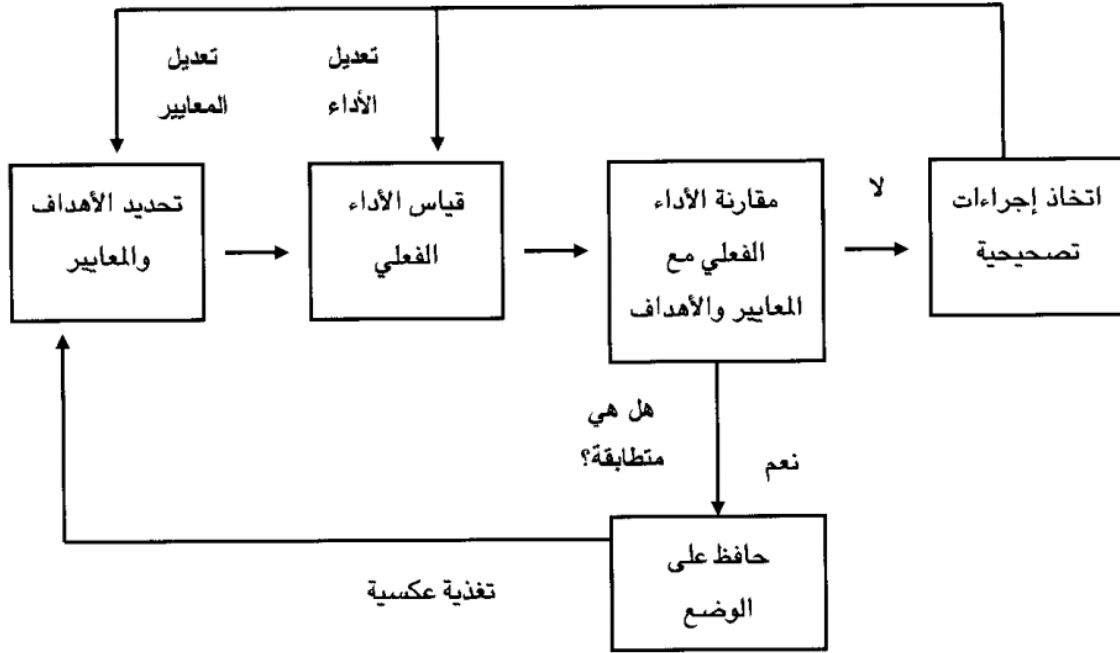 تعديل
المعايير
تعديل
الأداء
تحديد الأهداف
والمعايير
قياس الأداء
الفعلي
مقارنة الأداء
الفعلي مع
المعايير والأهداف
لا
اتخاذ إجراءات
تصحيحية
هل هي
متطابقة؟
نعم
حافظ على
الوضع
تغذية عكسية